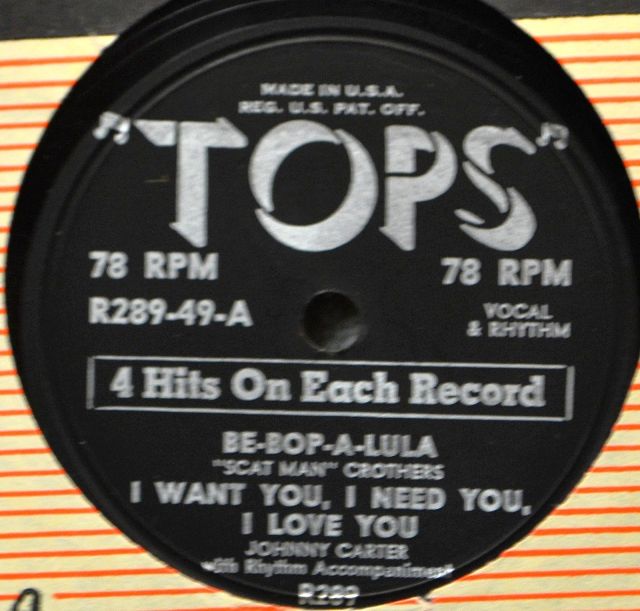 MADE IN U.S.A.
REG. U.S. PAT. OFF.
"TOPS"
78 RPM 78 RPM
R289-49-A VOCAL
& RHYTHM
4 Hits On Each Record
BE-BOP-A-LULA
"SCAT MAN" CROTHERS
I WANT YOU, I NEED YOU,
I LOVE YOU
JOHNNY CARTER
with Rhythm Accompaniment
R289